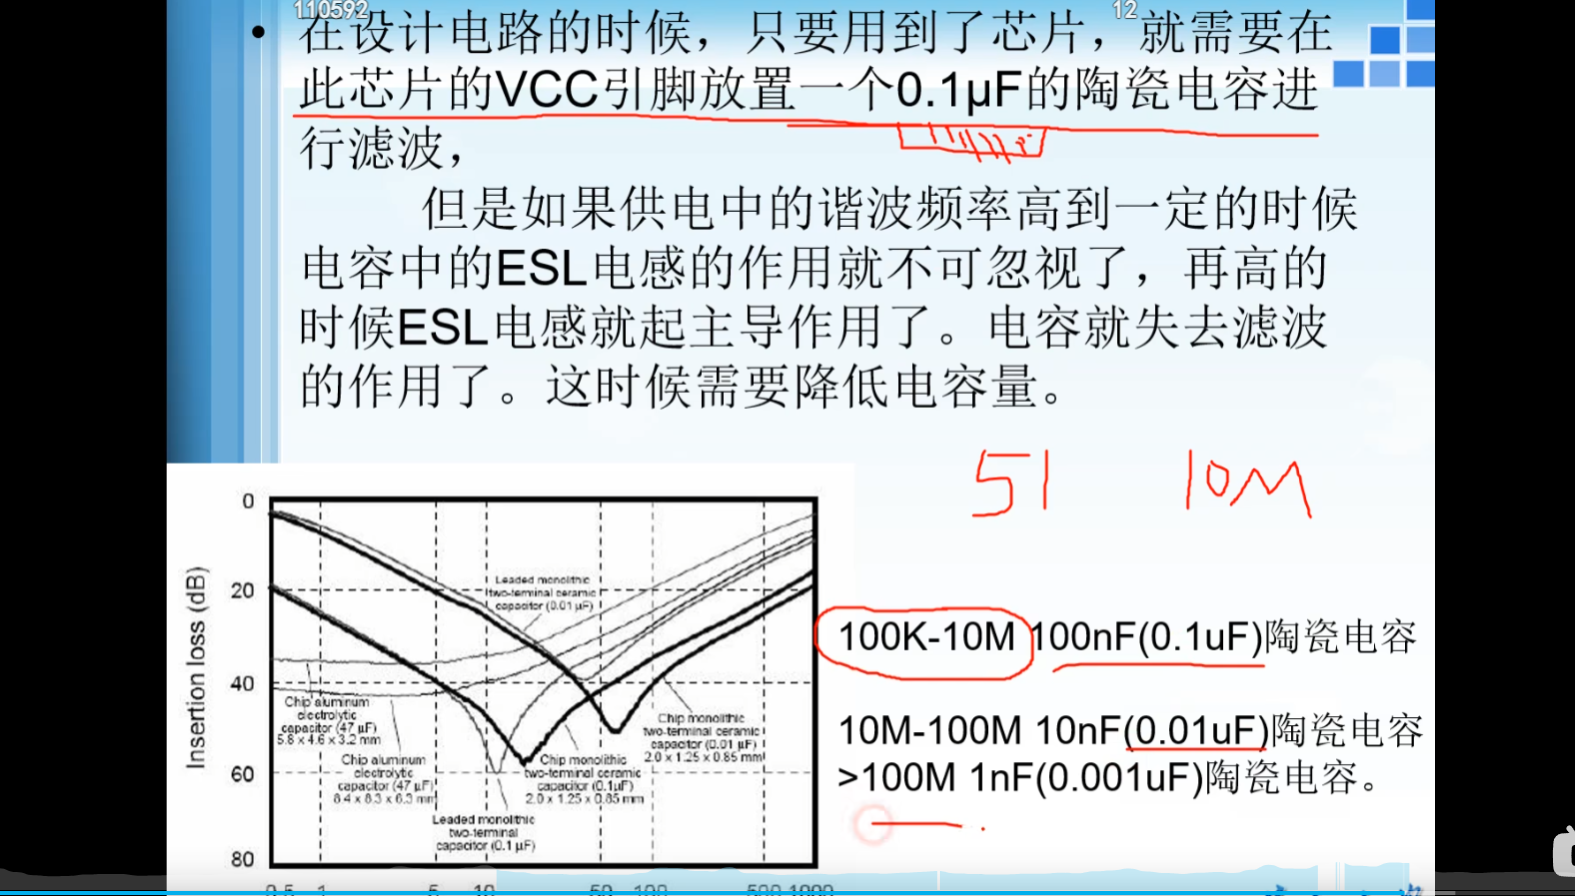 110592
12
• 在设计电路的时候，只要用到了芯片，就需要在
此芯片的VCC引脚放置一个0.1μF的陶瓷电容进
行滤波，
但是如果供电中的谐波频率高到一定的时候
电容中的ESL电感的作用就不可忽视了，再高的
时候ESL电感就起主导作用了。电容就失去滤波
的作用了。这时候需要降低电容量。
51 10M
100K-10M 100nF(0.1uF)陶瓷电容
10M-100M 10nF(0.01uF)陶瓷电容
>100M 1nF(0.001uF)陶瓷电容。
Insertion loss (dB)
0
20
40
60
80
Leaded monolithic
two-terminal ceramic
capacitor (0.01 μF)
Chip aluminum
electrolytic
capacitor (47 μF)
5.8 x 4.6 x 3.2 mm
Chip aluminum
electrolytic
capacitor (47 μF)
8.4 x 8.3 x 6.3 mm
Leaded monolithic
two-terminal
capacitor (0.1 μF)
Chip monolithic
two-terminal ceramic
capacitor (0.1μF)
2.0 x 1.25 x 0.85 mm
Chip monolithic
two-terminal ceramic
capacitor (0.01 μF)
2.0 x 1.25 x 0.85 mm
0.5 1 5 10 50 100 500 1000